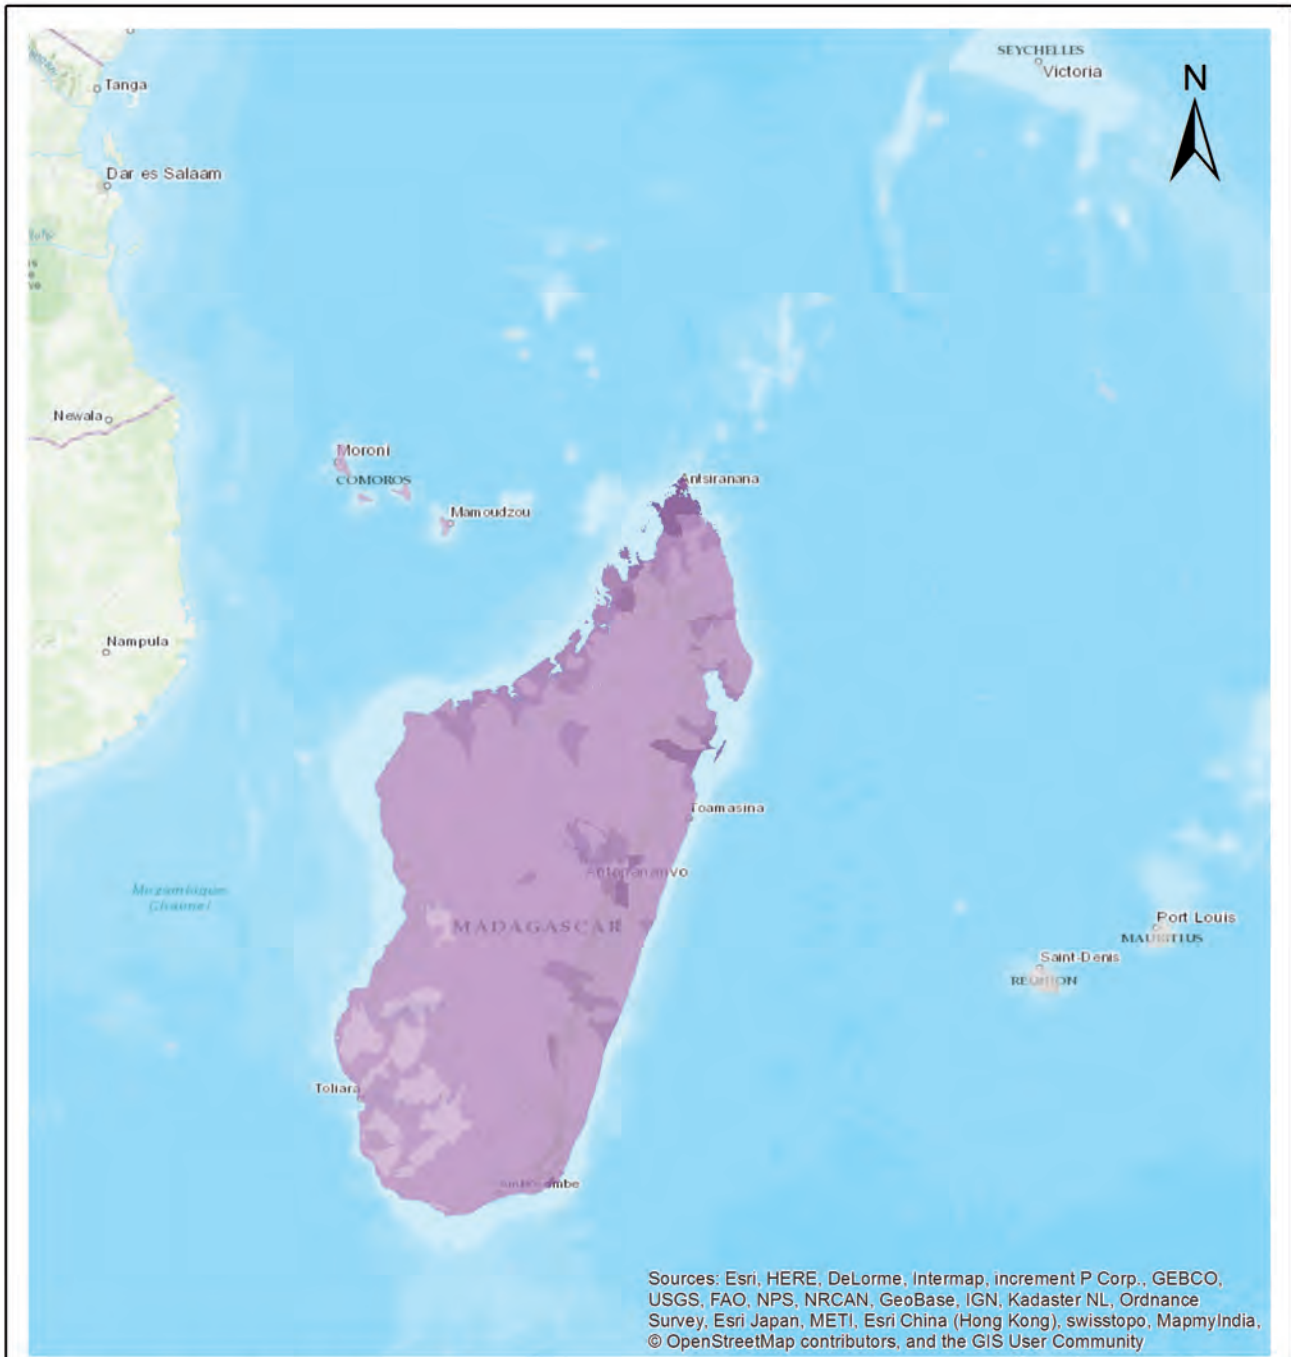 SEYCHELLES
Victoria
N
Tanga
Dar es Salaam
Newala
Moroni
COMOROS
Antsiranana
Mamoudzou
Nampula
Toamasina
Mozambique
Channel
MADAGASCAR
Port Louis
MAURITIUS
Saint-Denis
REUNION
Toliara
Sources: Esri, HERE, DeLorme, Intermap, increment P Corp., GEBCO,
USGS, FAO, NPS, NRCAN, GeoBase, IGN, Kadaster NL, Ordnance
Survey, Esri Japan, METI, Esri China (Hong Kong), swisstopo, MapmyIndia,
© OpenStreetMap contributors, and the GIS User Community